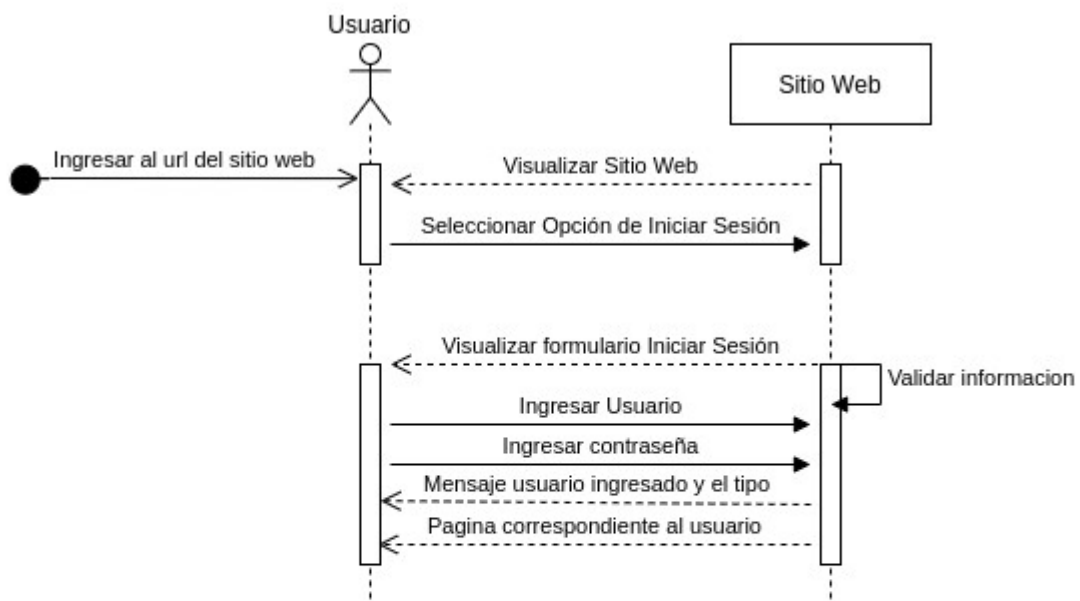 Usuario
Sitio Web
Ingresar al url del sitio web
Visualizar Sitio Web
Seleccionar Opción de Iniciar Sesión
Visualizar formulario Iniciar Sesión
Validar informacion
Ingresar Usuario
Ingresar contraseña
Mensaje usuario ingresado y el tipo
Pagina correspondiente al usuario